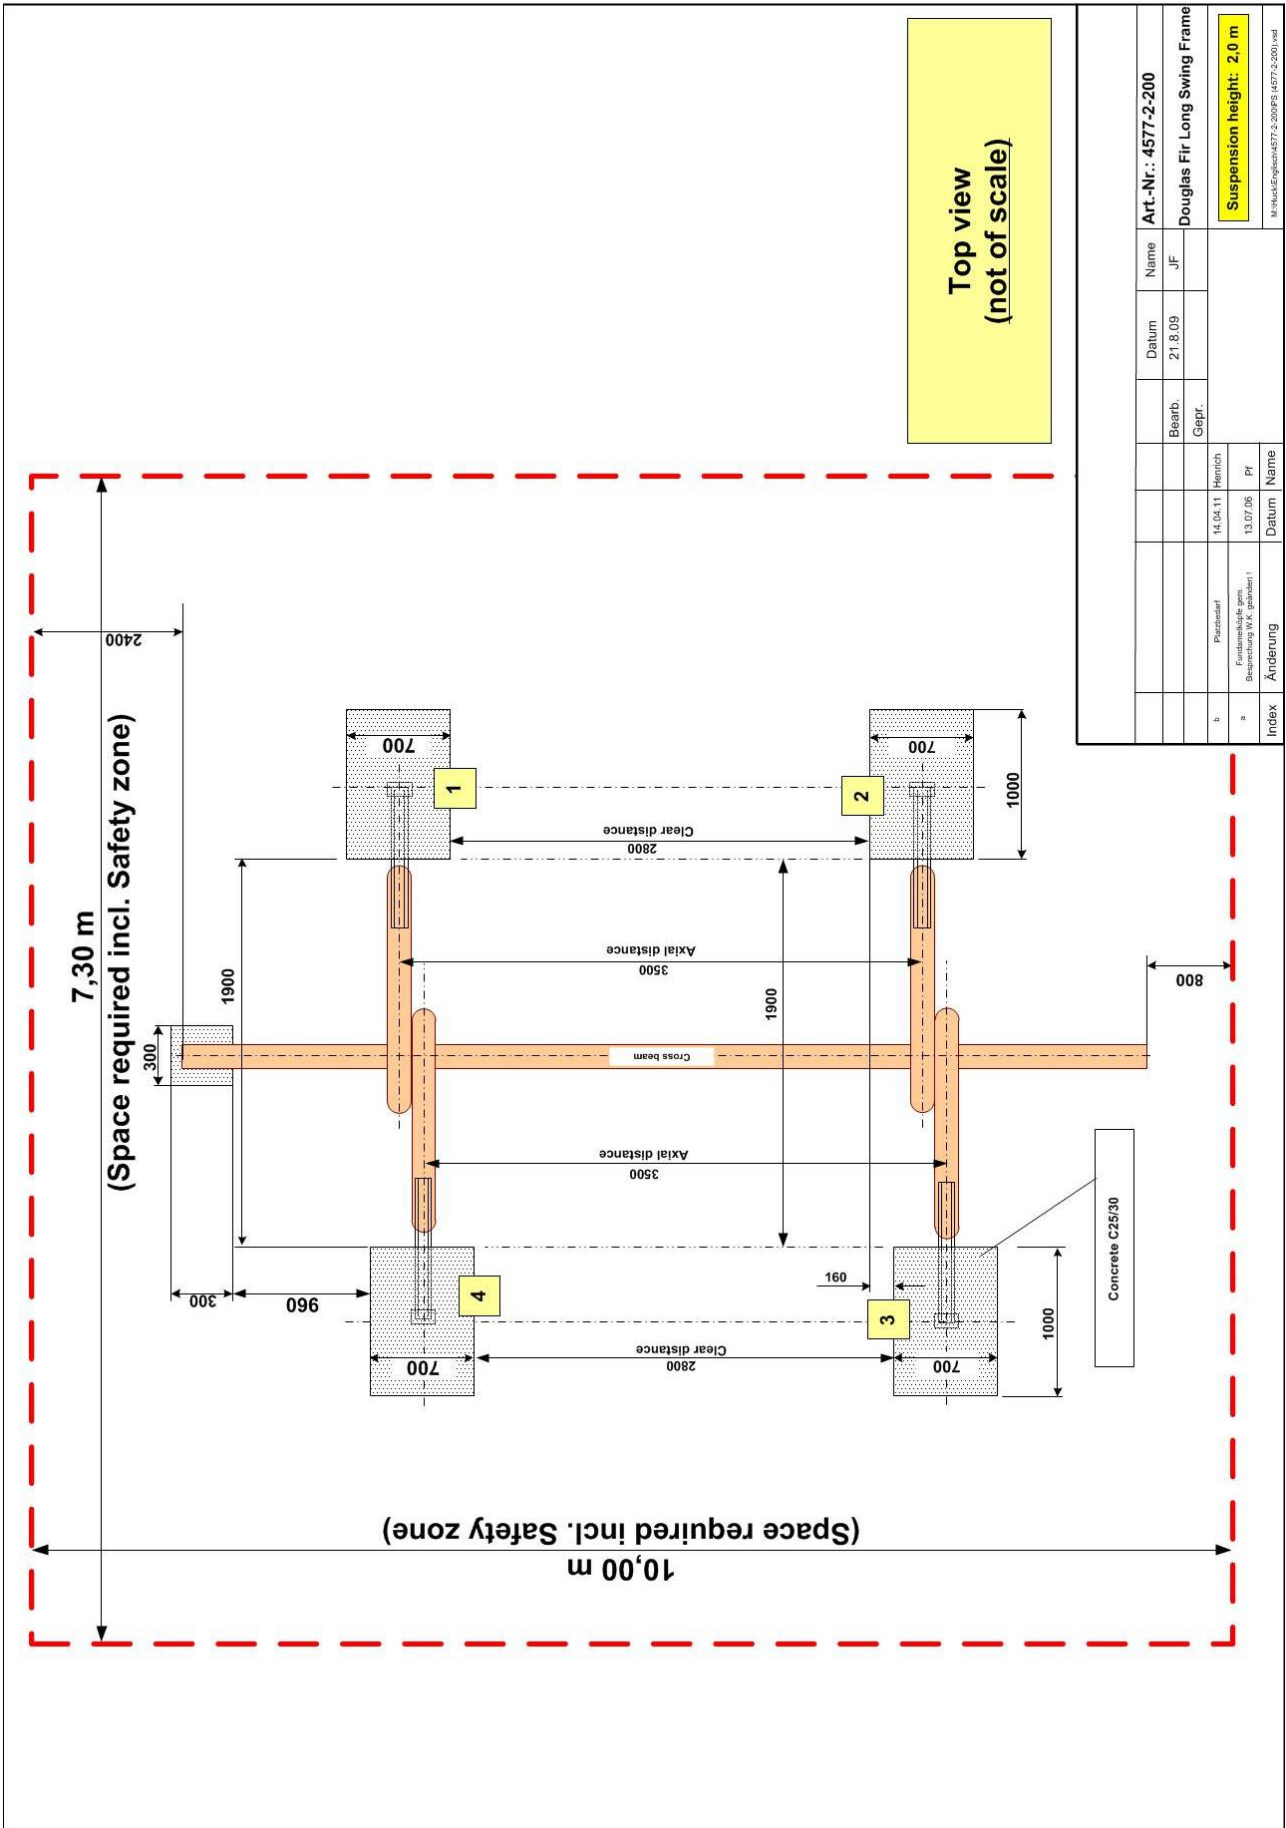 7,30 m
(Space required incl. Safety zone)
2400
300
1900
300
960
700
1
700
2
1000
2800
Clear distance
Axial distance
3500
1900
Cross beam
Axial distance
3500
800
160
4
700
3
700
1000
Clear distance
2800
Concrete C25/30
(Space required incl. Safety zone)
10,00 m
Top view
(not of scale)
Datum
Name
Art.-Nr.: 4577-2-200
Bearb.
21.8.09
JF
Douglas Fir Long Swing Frame
Gepr.
b
Platzbedarf
14.04.11
Henrich
Suspension height: 2,0 m
a
Fundamentköpfe gem.
Besprechung W.K. geändert !
13.07.06
Pf
Index
Änderung
Datum
Name